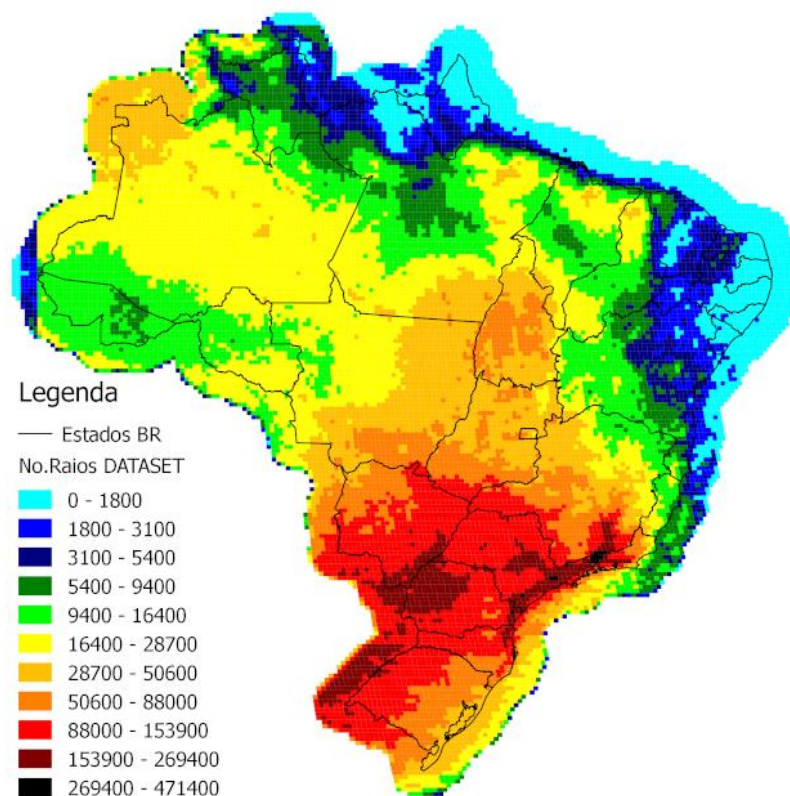 Legenda
Estados BR
No.Raios DATASET
0 - 1800
1800 - 3100
3100 - 5400
5400 - 9400
9400 - 16400
16400 - 28700
28700 - 50600
50600 - 88000
88000 - 153900
153900 - 269400
269400 - 471400